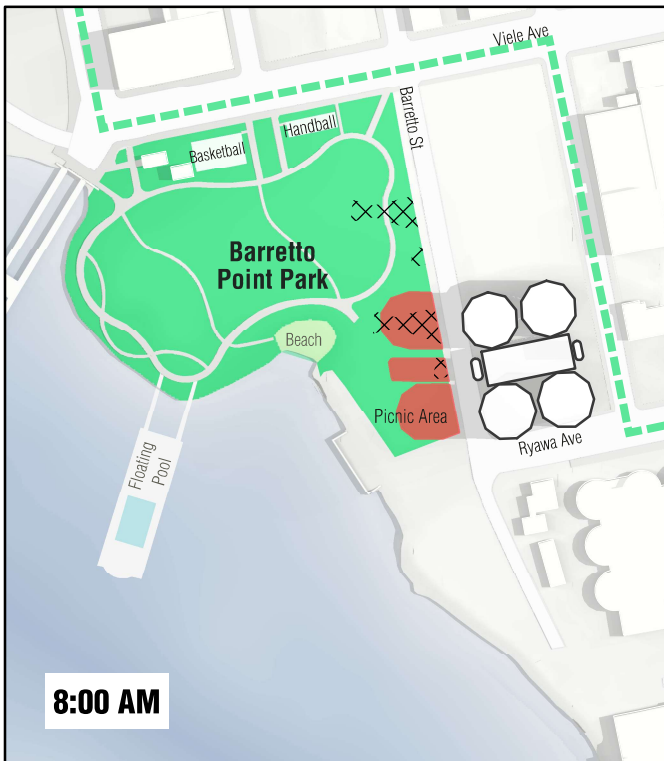 Viele Ave
Barretto St
Handball
Basketball
Barretto
Point Park
Beach
Picnic Area
Ryawa Ave
Floating
Pool
8:00 AM